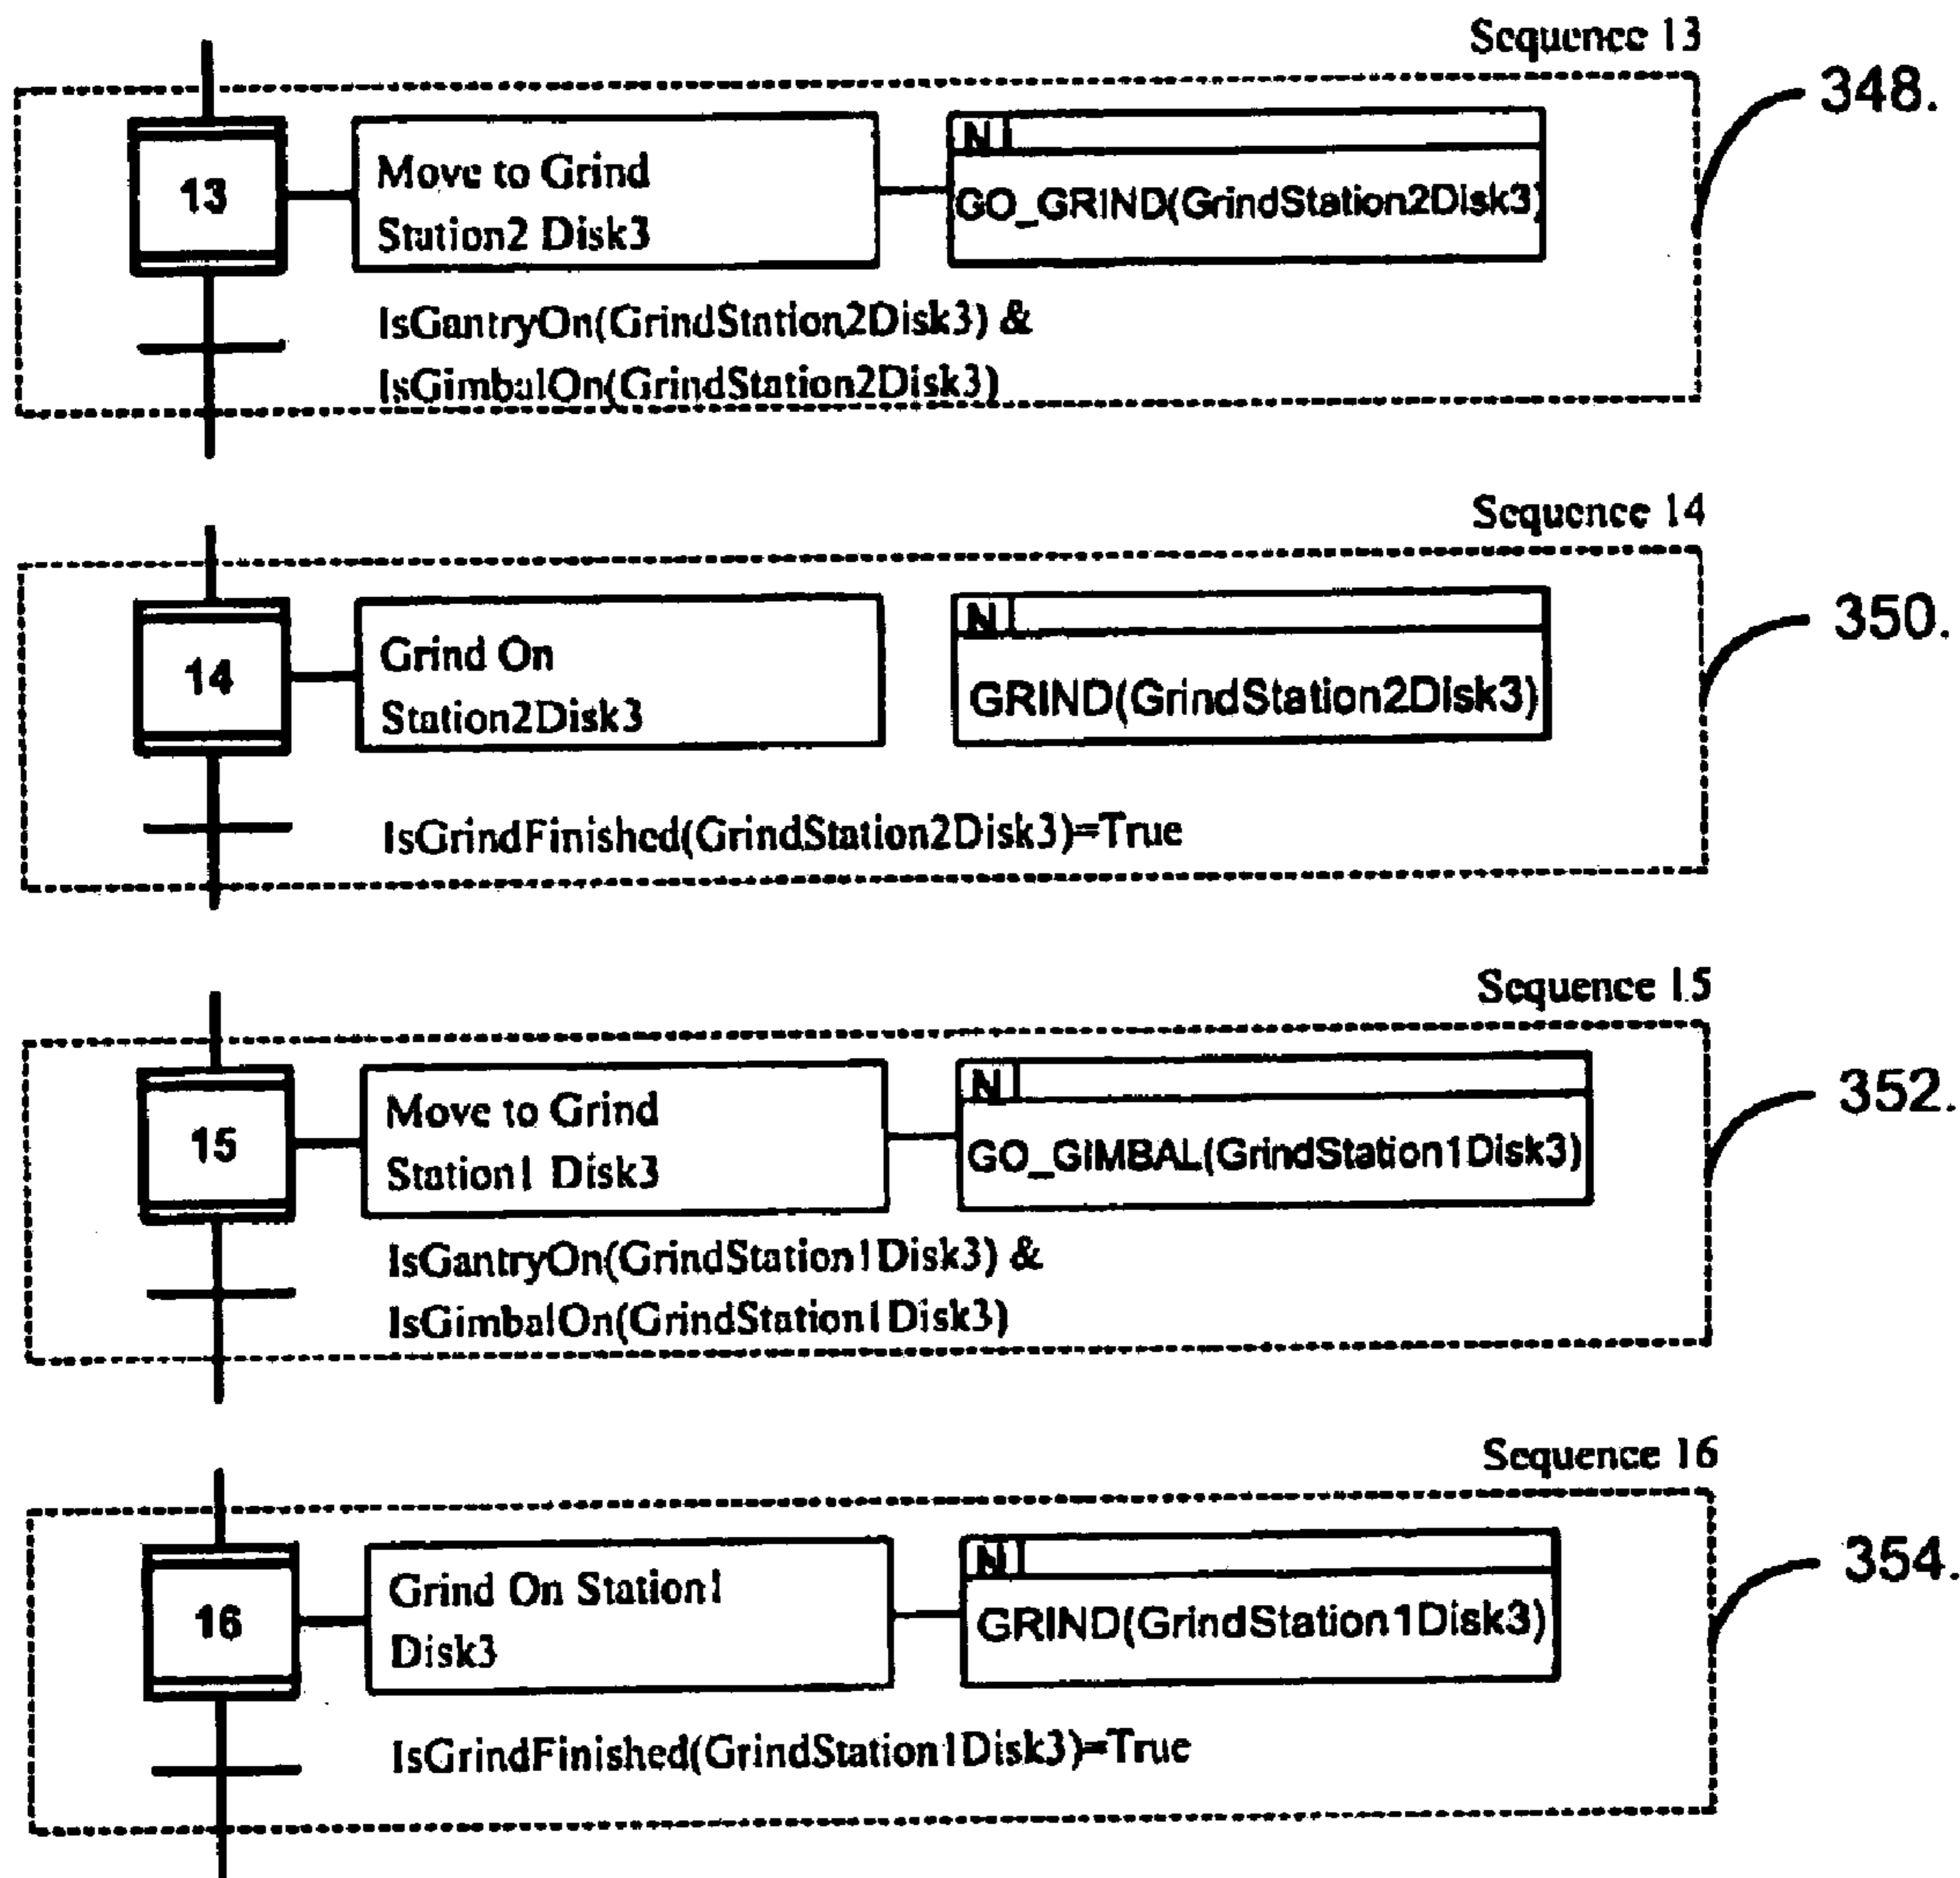 Sequence 13
348.
13
Move to Grind
Station2 Disk3
N
GO_GRIND(GrindStation2Disk3)
IsGantryOn(GrindStation2Disk3) &
IsGimbalOn(GrindStation2Disk3)
Sequence 14
350.
14
Grind On
Station2Disk3
N
GRIND(GrindStation2Disk3)
IsGrindFinished(GrindStation2Disk3)=True
Sequence 15
352.
15
Move to Grind
Station1 Disk3
N
GO_GIMBAL(GrindStation1Disk3)
IsGantryOn(GrindStation1Disk3) &
IsGimbalOn(GrindStation1Disk3)
Sequence 16
354.
16
Grind On Station1
Disk3
N
GRIND(GrindStation1Disk3)
IsGrindFinished(GrindStation1Disk3)=True